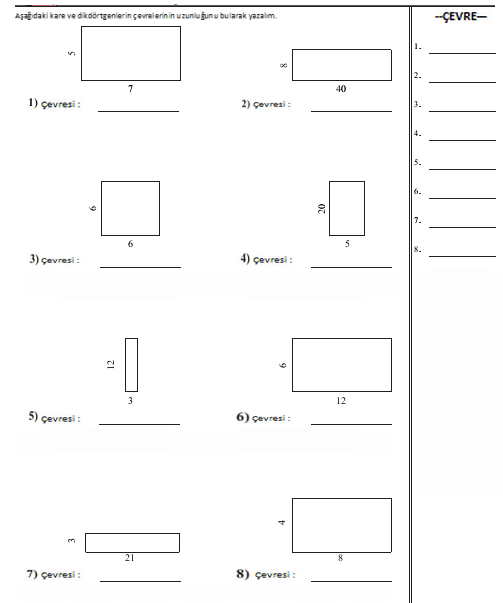 Aşağıdaki kare ve dikdörtgenlerin çevrelerinin uzunluğunu bularak yazalım.
5
7
1) Çevresi :
8
40
2) Çevresi :
6
6
3) Çevresi :
20
5
4) Çevresi :
12
3
5) Çevresi :
6
12
6) Çevresi :
3
21
7) Çevresi :
4
8
8) Çevresi :
--ÇEVRE—
1.
2.
3.
4.
5.
6.
7.
8.